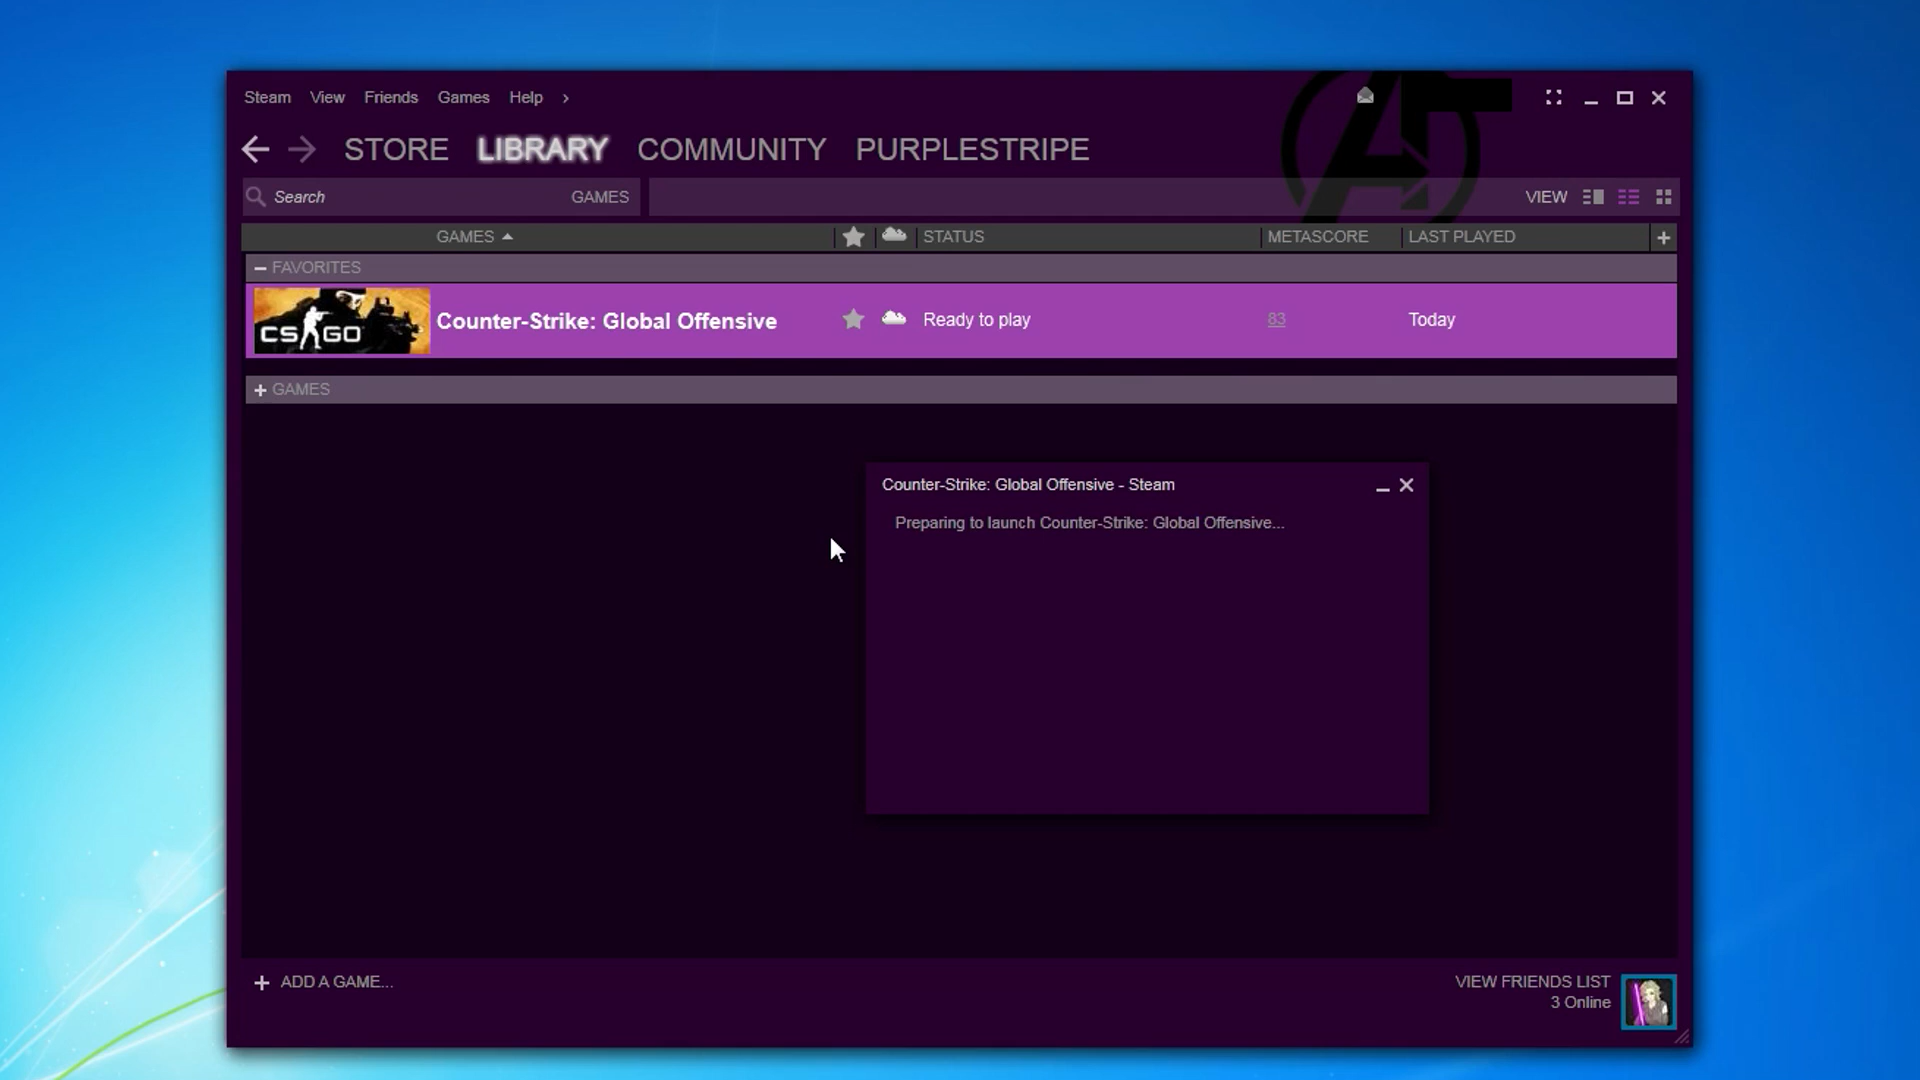 Steam View Friends Games Help >
STORE LIBRARY COMMUNITY PURPLESTRIPE
Search GAMES VIEW
GAMES STATUS METASCORE LAST PLAYED +
– FAVORITES
CS GO Counter-Strike: Global Offensive Ready to play 83 Today
+ GAMES
Counter-Strike: Global Offensive - Steam
Preparing to launch Counter-Strike: Global Offensive...
+ ADD A GAME...
VIEW FRIENDS LIST
3 Online